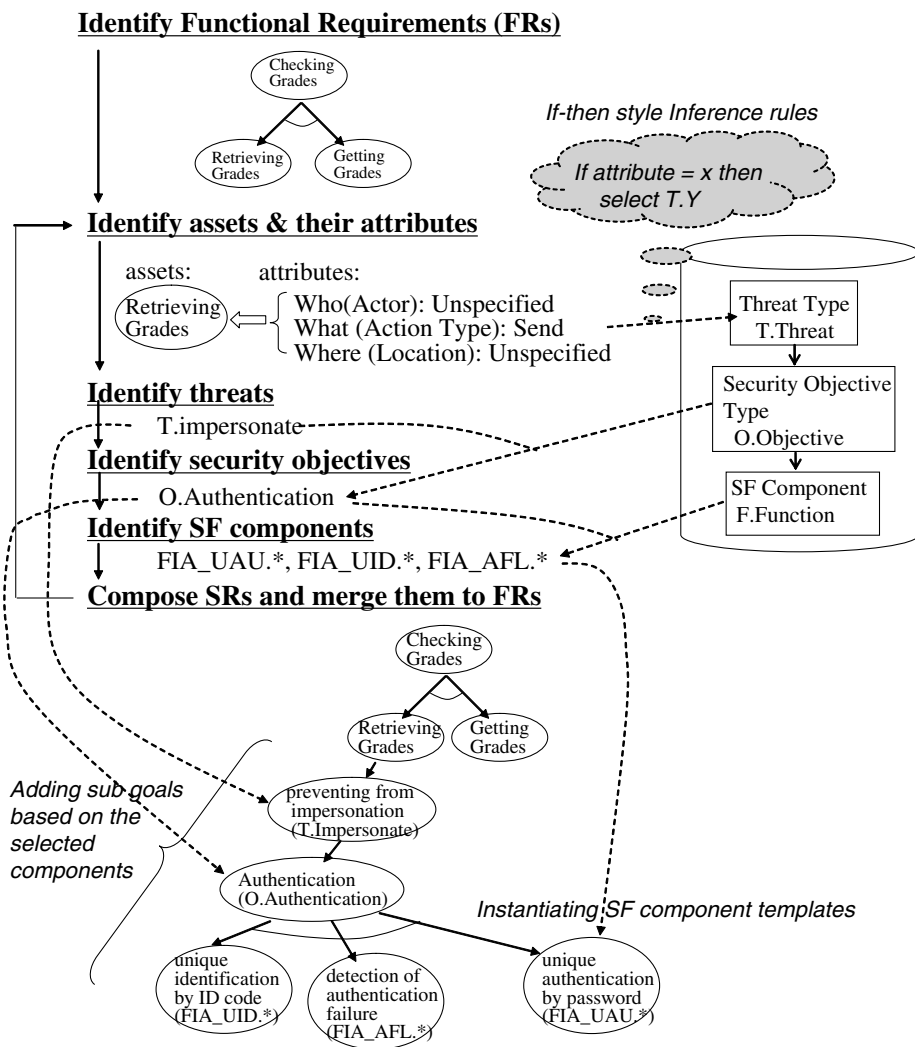 Identify Functional Requirements (FRs)
Checking
Grades
Retrieving
Grades
Getting
Grades
If-then style Inference rules
If attribute = x then
select T.Y
Identify assets & their attributes
assets:
attributes:
Retrieving
Grades
Who(Actor): Unspecified
What (Action Type): Send
Where (Location): Unspecified
Threat Type
T.Threat
Security Objective
Type
O.Objective
SF Component
F.Function
Identify threats
T.impersonate
Identify security objectives
O.Authentication
Identify SF components
FIA_UAU.*, FIA_UID.*, FIA_AFL.*
Compose SRs and merge them to FRs
Checking
Grades
Retrieving
Grades
Getting
Grades
Adding sub goals
based on the
selected
components
preventing from
impersonation
(T.Impersonate)
Authentication
(O.Authentication)
Instantiating SF component templates
unique
identification
by ID code
(FIA_UID.*)
detection of
authentication
failure
(FIA_AFL.*)
unique
authentication
by password
(FIA_UAU.*)